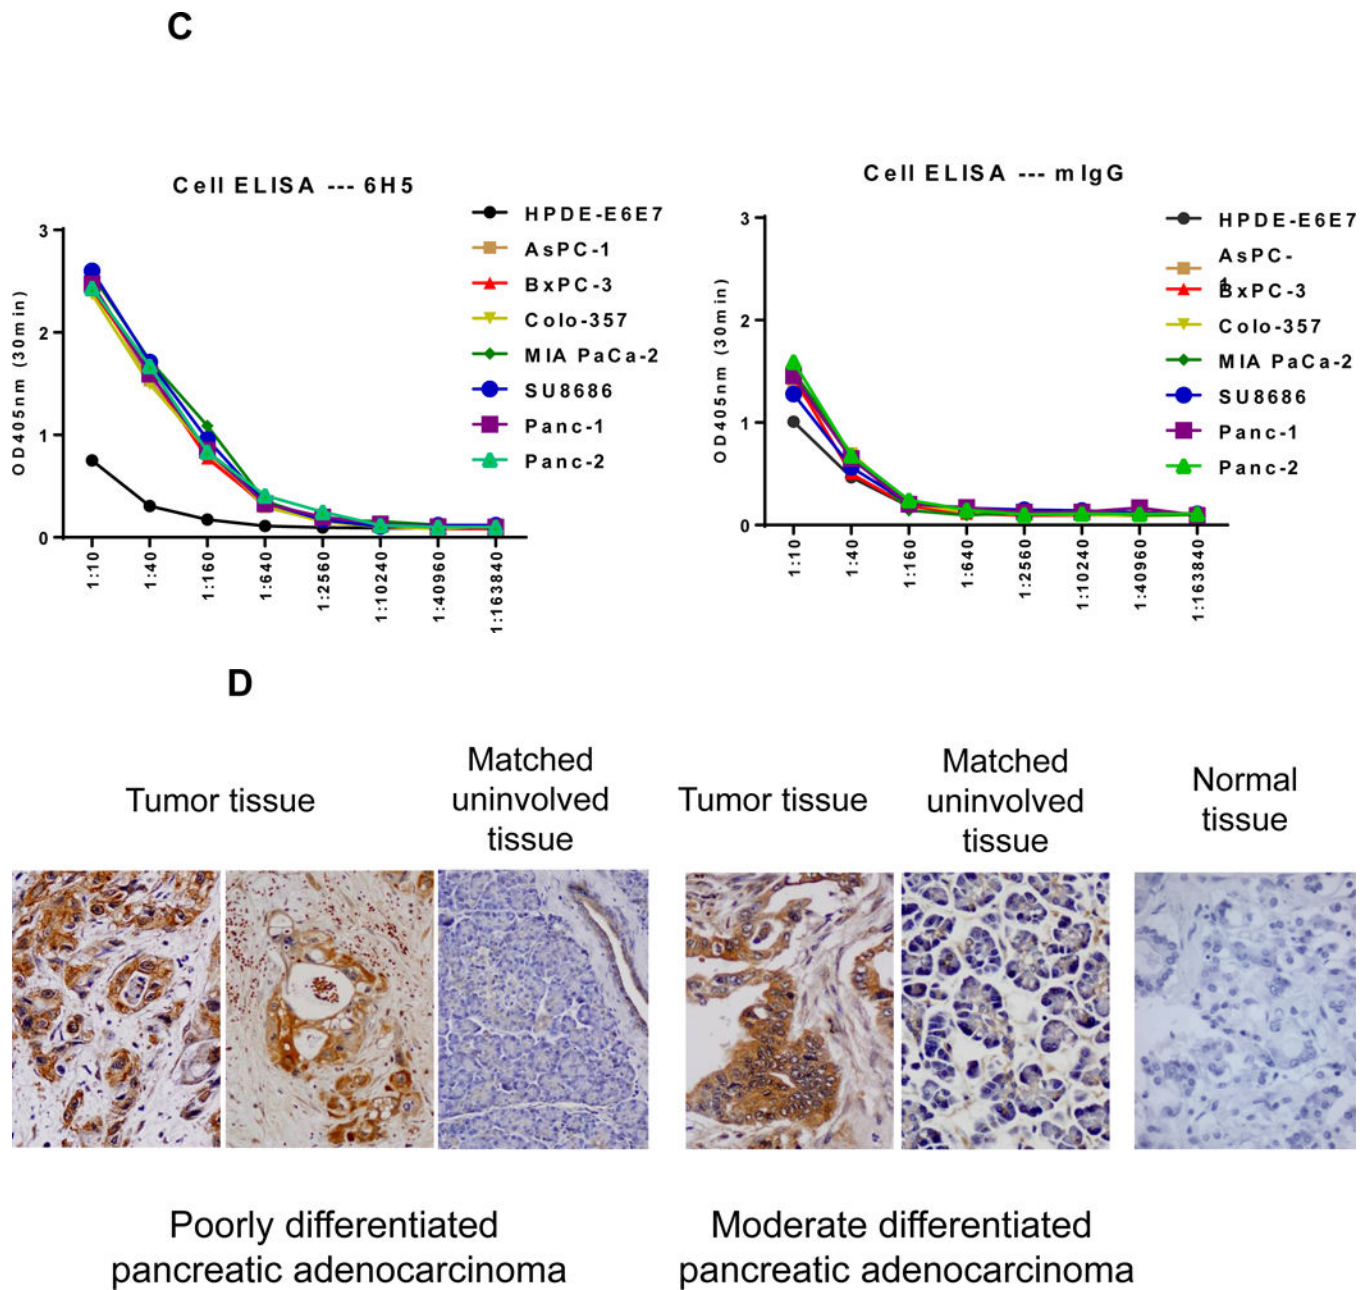 C
Cell ELISA --- 6H5
OD405nm (30min)
3
2
1
0
1:10
1:40
1:160
1:640
1:2560
1:10240
1:40960
1:163840
HPDE-E6E7
AsPC-1
BxPC-3
Colo-357
MIA PaCa-2
SU8686
Panc-1
Panc-2
Cell ELISA --- mIgG
OD405nm (30min)
3
2
1
0
1:10
1:40
1:160
1:640
1:2560
1:10240
1:40960
1:163840
HPDE-E6E7
AsPC-
1
BxPC-3
Colo-357
MIA PaCa-2
SU8686
Panc-1
Panc-2
D
Tumor tissue
Matched
uninvolved
tissue
Tumor tissue
Matched
uninvolved
tissue
Normal
tissue
Poorly differentiated
pancreatic adenocarcinoma
Moderate differentiated
pancreatic adenocarcinoma